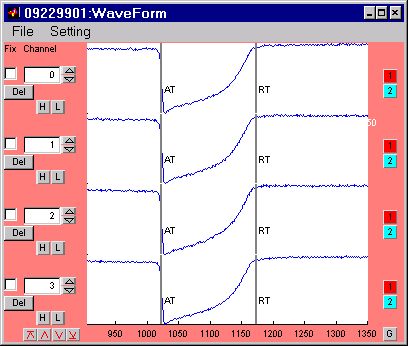 09229901:WaveForm
File Setting
Fix Channel
0
Del
H L
AT
RT
1
2
50
1
Del
H L
AT
RT
1
2
2
Del
H L
AT
RT
1
2
3
Del
H L
AT
RT
1
2
950 1000 1050 1100 1150 1200 1250 1300 1350
G